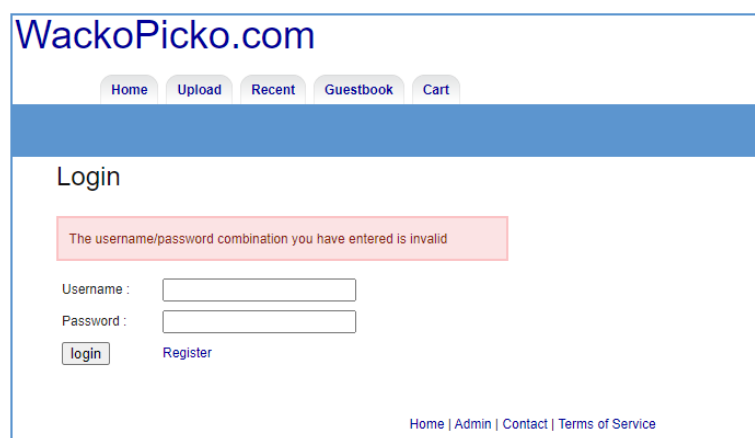 WackoPicko.com
Home Upload Recent Guestbook Cart
Login
The username/password combination you have entered is invalid
Username :
Password :
login Register
Home | Admin | Contact | Terms of Service